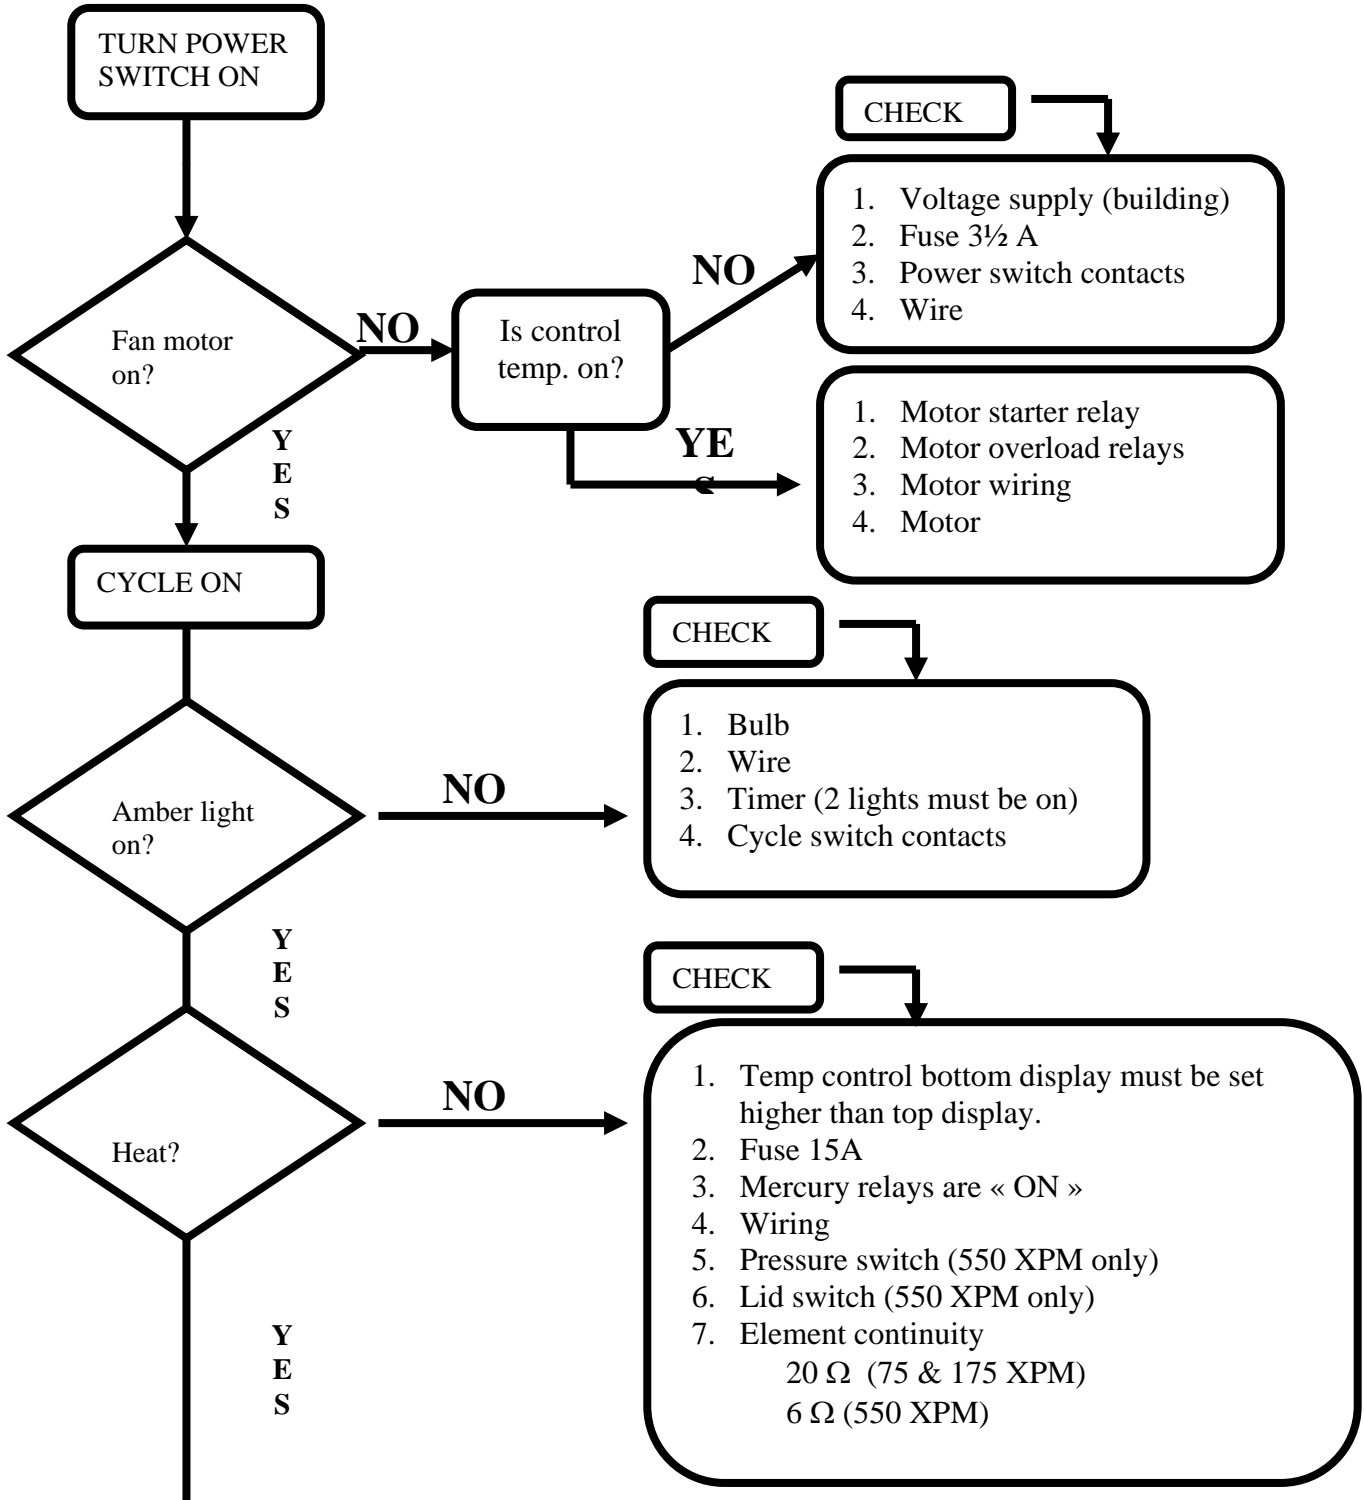 TURN POWER
SWITCH ON
CHECK
1. Voltage supply (building)
2. Fuse 3½ A
3. Power switch contacts
4. Wire
NO
Fan motor
on?
NO
Is control
temp. on?
1. Motor starter relay
2. Motor overload relays
3. Motor wiring
4. Motor
YE
S
Y
E
S
CYCLE ON
CHECK
1. Bulb
2. Wire
3. Timer (2 lights must be on)
4. Cycle switch contacts
NO
Amber light
on?
Y
E
S
CHECK
1. Temp control bottom display must be set
higher than top display.
2. Fuse 15A
3. Mercury relays are « ON »
4. Wiring
5. Pressure switch (550 XPM only)
6. Lid switch (550 XPM only)
7. Element continuity
20 Ω (75 & 175 XPM)
6 Ω (550 XPM)
NO
Heat?
Y
E
S